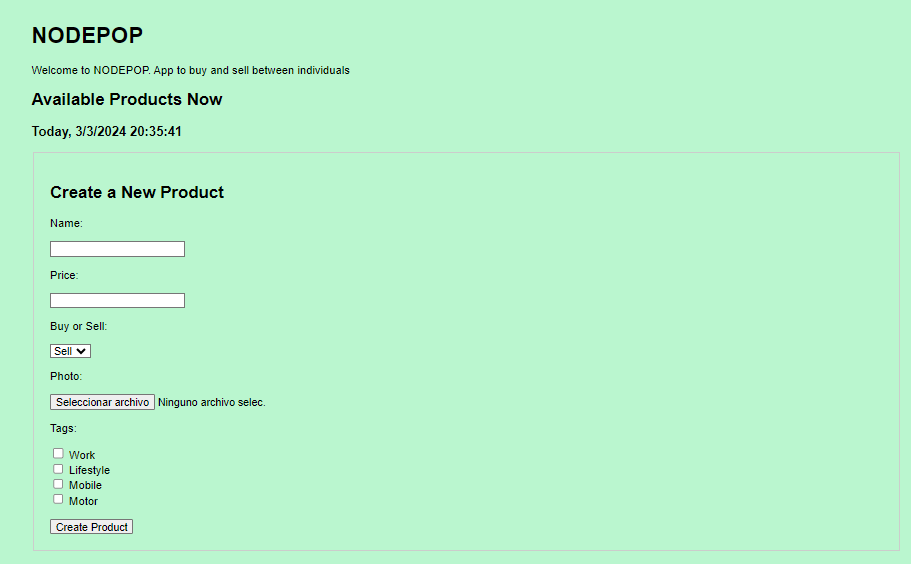 NODEPOP
Welcome to NODEPOP. App to buy and sell between individuals
Available Products Now
Today, 3/3/2024 20:35:41
Create a New Product
Name:
Price:
Buy or Sell:
Sell
Photo:
Seleccionar archivo Ninguno archivo selec.
Tags:
Work
Lifestyle
Mobile
Motor
Create Product